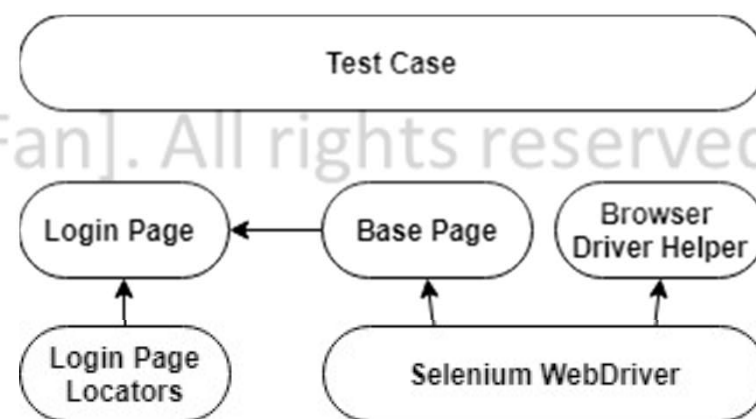 Test Case
Fan]. All rights reserved
Login Page
Base Page
Browser
Driver Helper
Login Page
Locators
Selenium WebDriver